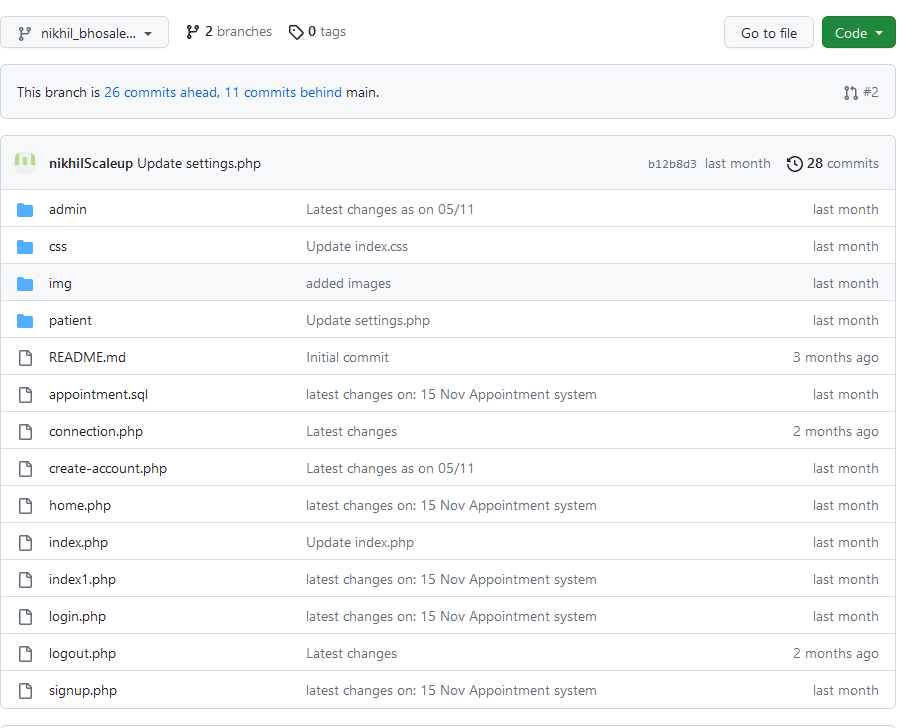 nikhil_bhosale... 2 branches 0 tags Go to file Code
This branch is 26 commits ahead, 11 commits behind main. #2
nikhilScaleup Update settings.php b12b8d3 last month 28 commits
admin Latest changes as on 05/11 last month
css Update index.css last month
img added images last month
patient Update settings.php last month
README.md Initial commit 3 months ago
appointment.sql latest changes on: 15 Nov Appointment system last month
connection.php Latest changes 2 months ago
create-account.php Latest changes as on 05/11 last month
home.php latest changes on: 15 Nov Appointment system last month
index.php Update index.php last month
index1.php latest changes on: 15 Nov Appointment system last month
login.php latest changes on: 15 Nov Appointment system last month
logout.php Latest changes 2 months ago
signup.php latest changes on: 15 Nov Appointment system last month